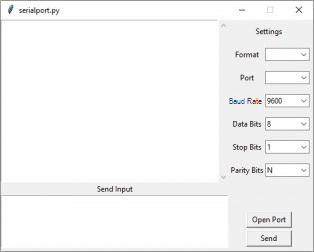 serialport.py
Settings
Format
Port
Baud Rate 9600
Data Bits 8
Stop Bits 1
Parity Bits N
Send Input
Open Port
Send